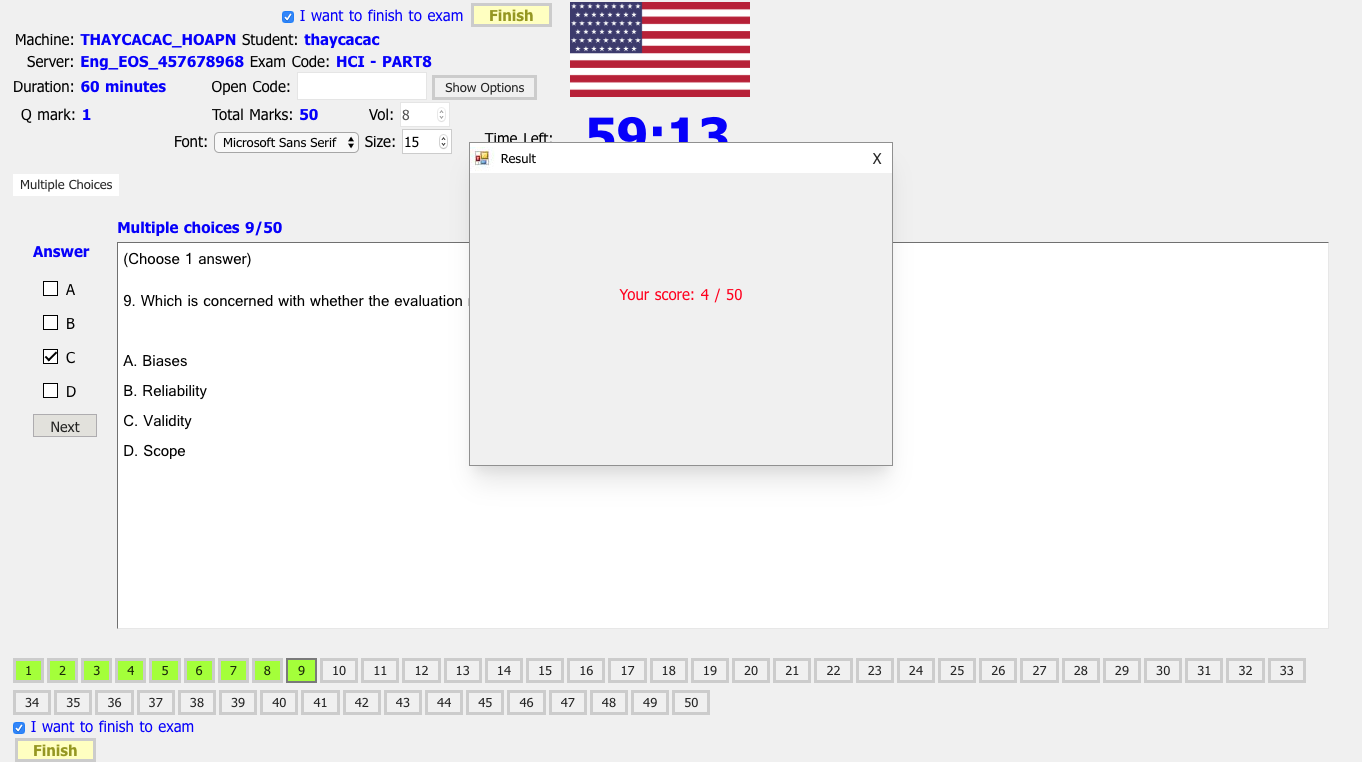 I want to finish to exam Finish
Machine: THAYCACAC_HOAPN Student: thaycacac
Server: Eng_EOS_457678968 Exam Code: HCI - PART8
Duration: 60 minutes Open Code: Show Options
Q mark: 1 Total Marks: 50 Vol: 8
Font: Microsoft Sans Serif Size: 15 Time Left: 59:13
Result X
Your score: 4 / 50
Multiple Choices
Multiple choices 9/50
Answer
A
B
C
D
Next
(Choose 1 answer)
9. Which is concerned with whether the evaluation
A. Biases
B. Reliability
C. Validity
D. Scope
1 2 3 4 5 6 7 8 9 10 11 12 13 14 15 16 17 18 19 20 21 22 23 24 25 26 27 28 29 30 31 32 33
34 35 36 37 38 39 40 41 42 43 44 45 46 47 48 49 50
I want to finish to exam
Finish